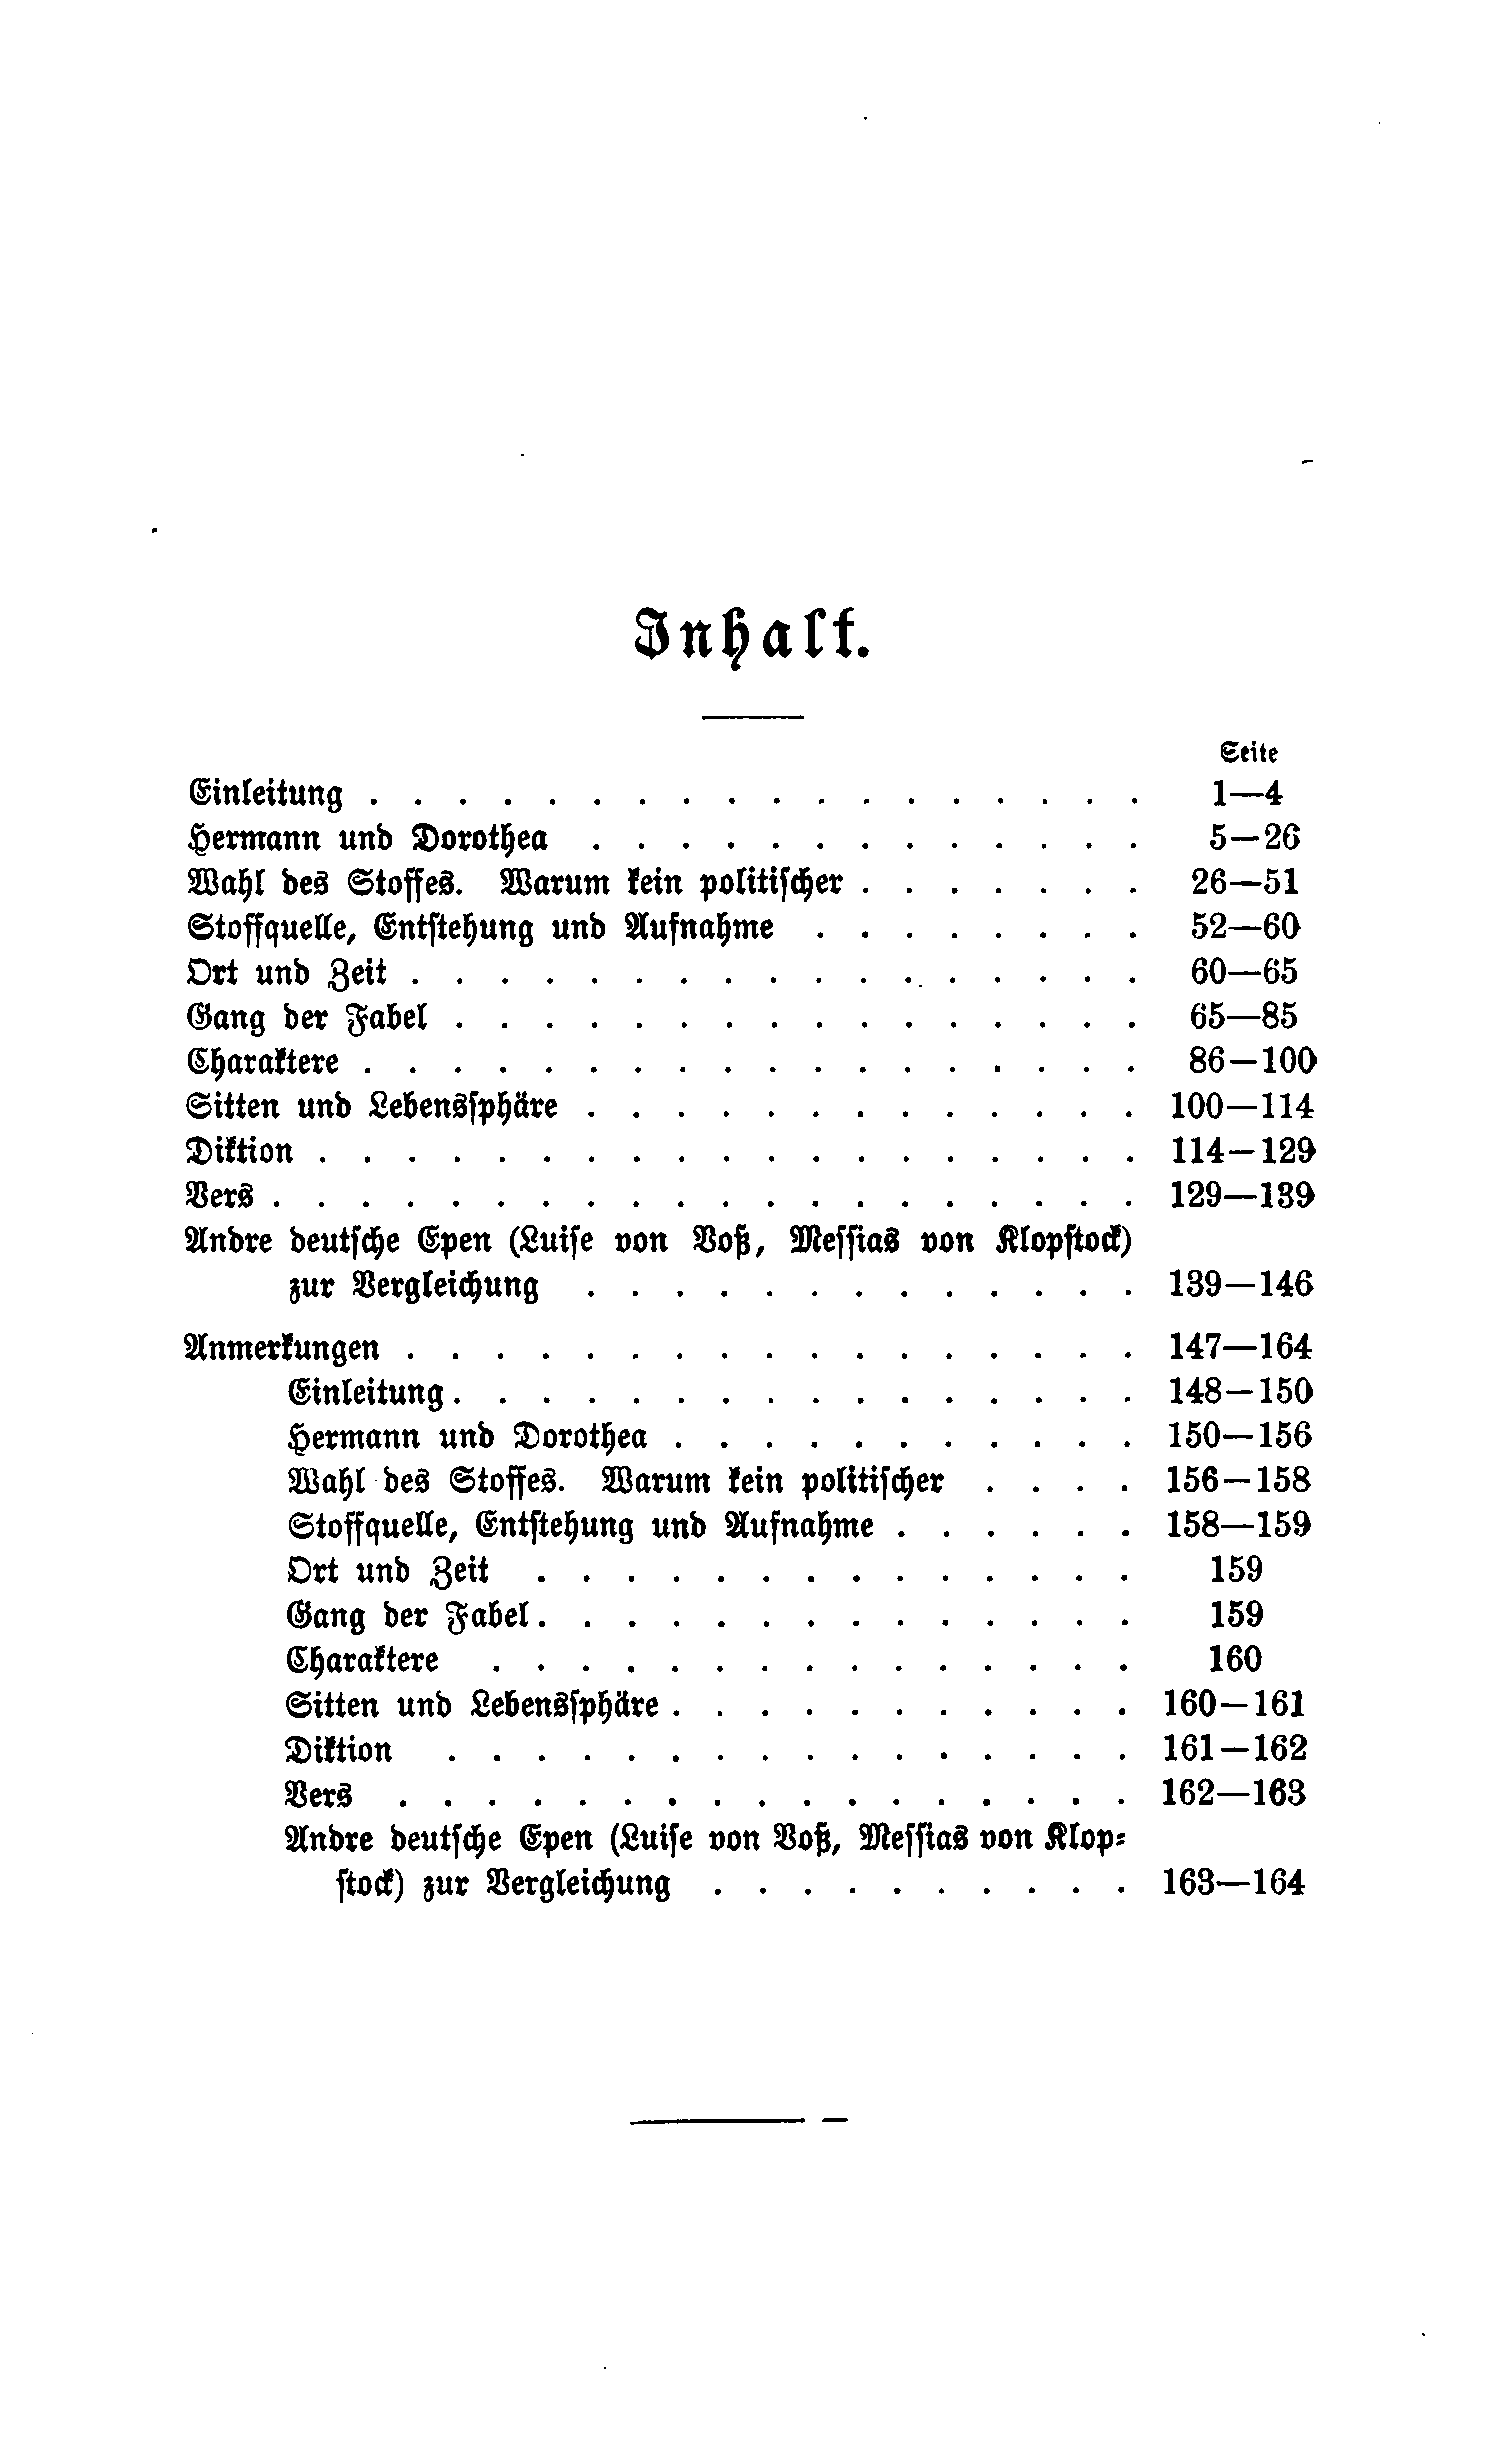 Inhalt.
Seite
Einleitung . . . . . . . . . . . . . . . . . . 1—4
Hermann und Dorothea . . . . . . . . . . . . . 5—26
Wahl des Stoffes. Warum kein politischer . . . . . . . 26—51
Stoffquelle, Entstehung und Aufnahme . . . . . . . . 52—60
Ort und Zeit . . . . . . . . . . . . . . . . . 60—65
Gang der Fabel . . . . . . . . . . . . . . . . 65—85
Charaktere . . . . . . . . . . . . . . . . . . 86—100
Sitten und Lebenssphäre . . . . . . . . . . . . . 100—114
Diktion . . . . . . . . . . . . . . . . . . . 114—129
Vers . . . . . . . . . . . . . . . . . . . . 129—139
Andre deutsche Epen (Luise von Voß, Messias von Klopstock)
zur Vergleichung . . . . . . . . . . . . . 139—146
Anmerkungen . . . . . . . . . . . . . . . . . 147—164
Einleitung . . . . . . . . . . . . . . . . 148—150
Hermann und Dorothea . . . . . . . . . . . 150—156
Wahl des Stoffes. Warum kein politischer . . . . 156—158
Stoffquelle, Entstehung und Aufnahme . . . . . . 158—159
Ort und Zeit . . . . . . . . . . . . . . 159
Gang der Fabel . . . . . . . . . . . . . . 159
Charaktere . . . . . . . . . . . . . . . 160
Sitten und Lebenssphäre . . . . . . . . . . . 160—161
Diktion . . . . . . . . . . . . . . . . 161—162
Vers . . . . . . . . . . . . . . . . . 162—163
Andre deutsche Epen (Luise von Voß, Messias von Klop-
stock) zur Vergleichung . . . . . . . . . . 163—164